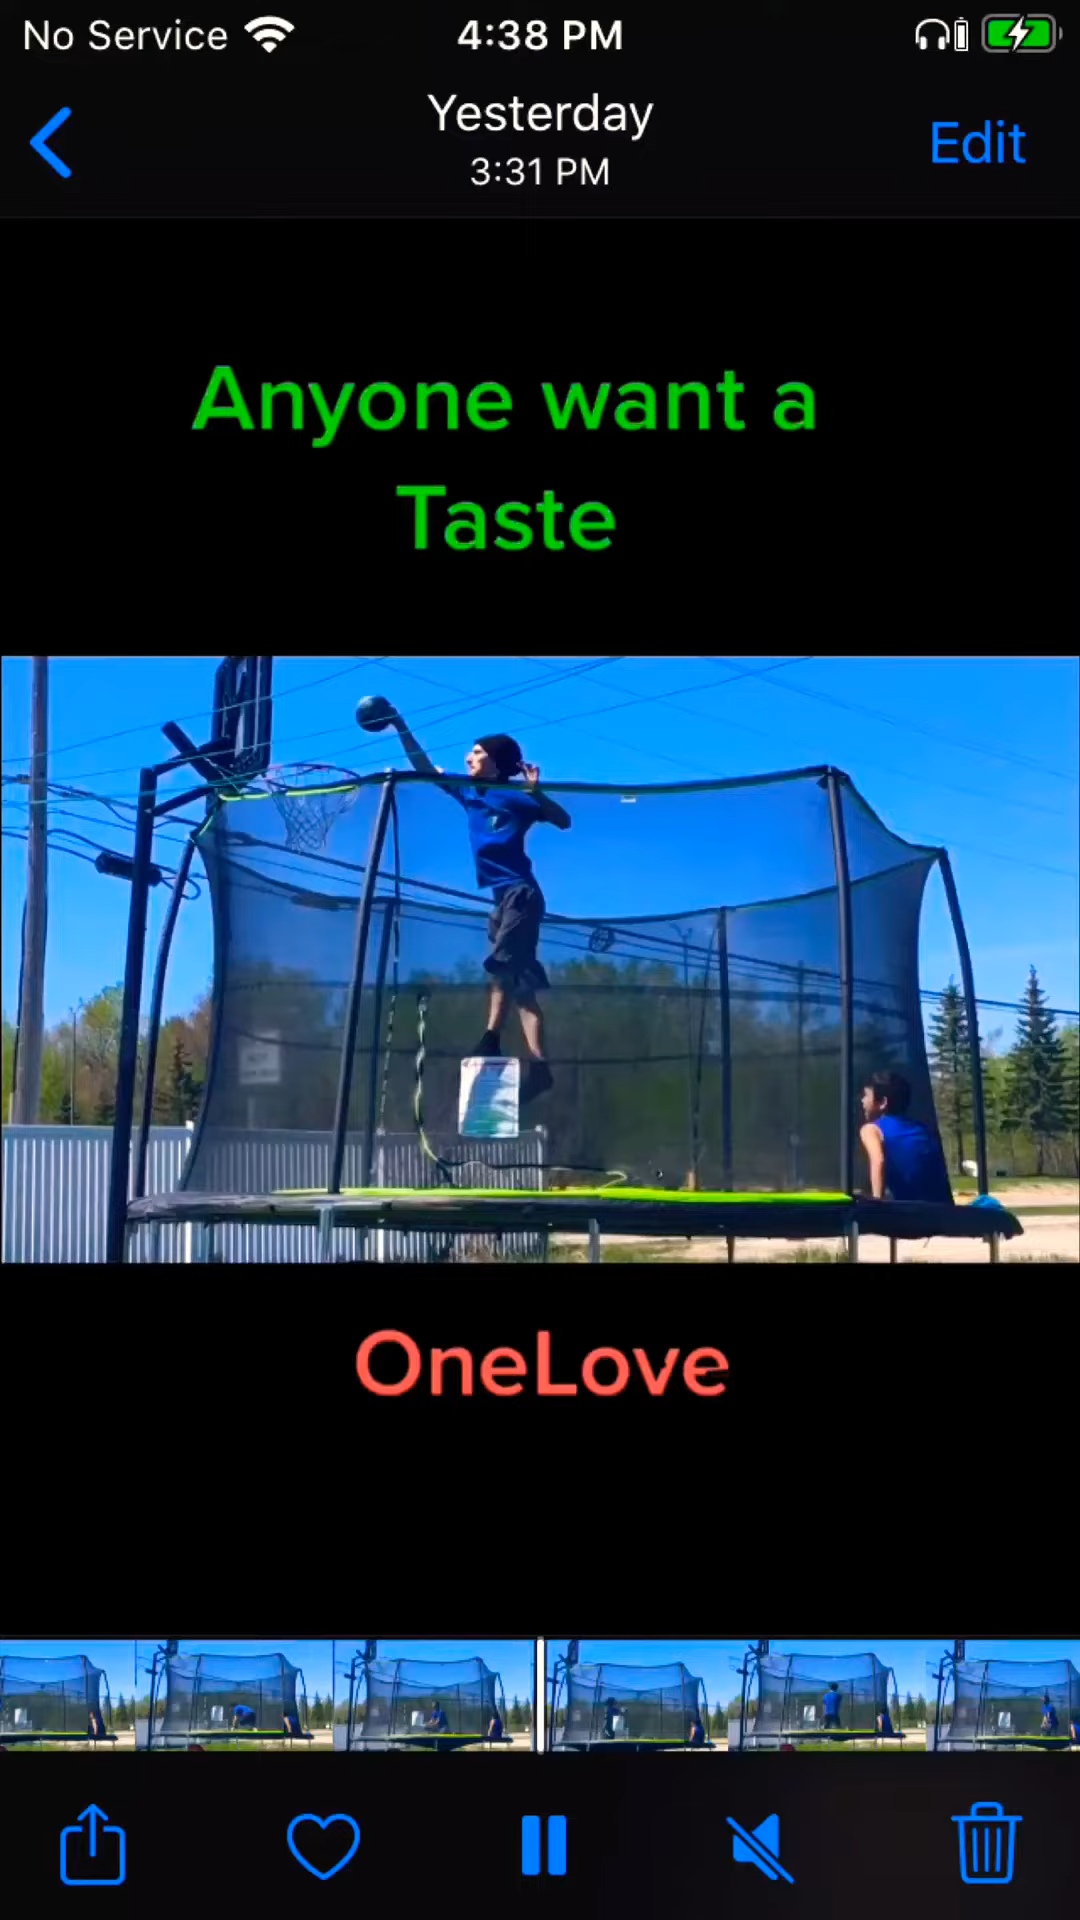 No Service 4:38 PM
Yesterday
3:31 PM
Edit
Anyone want a
Taste
OneLove